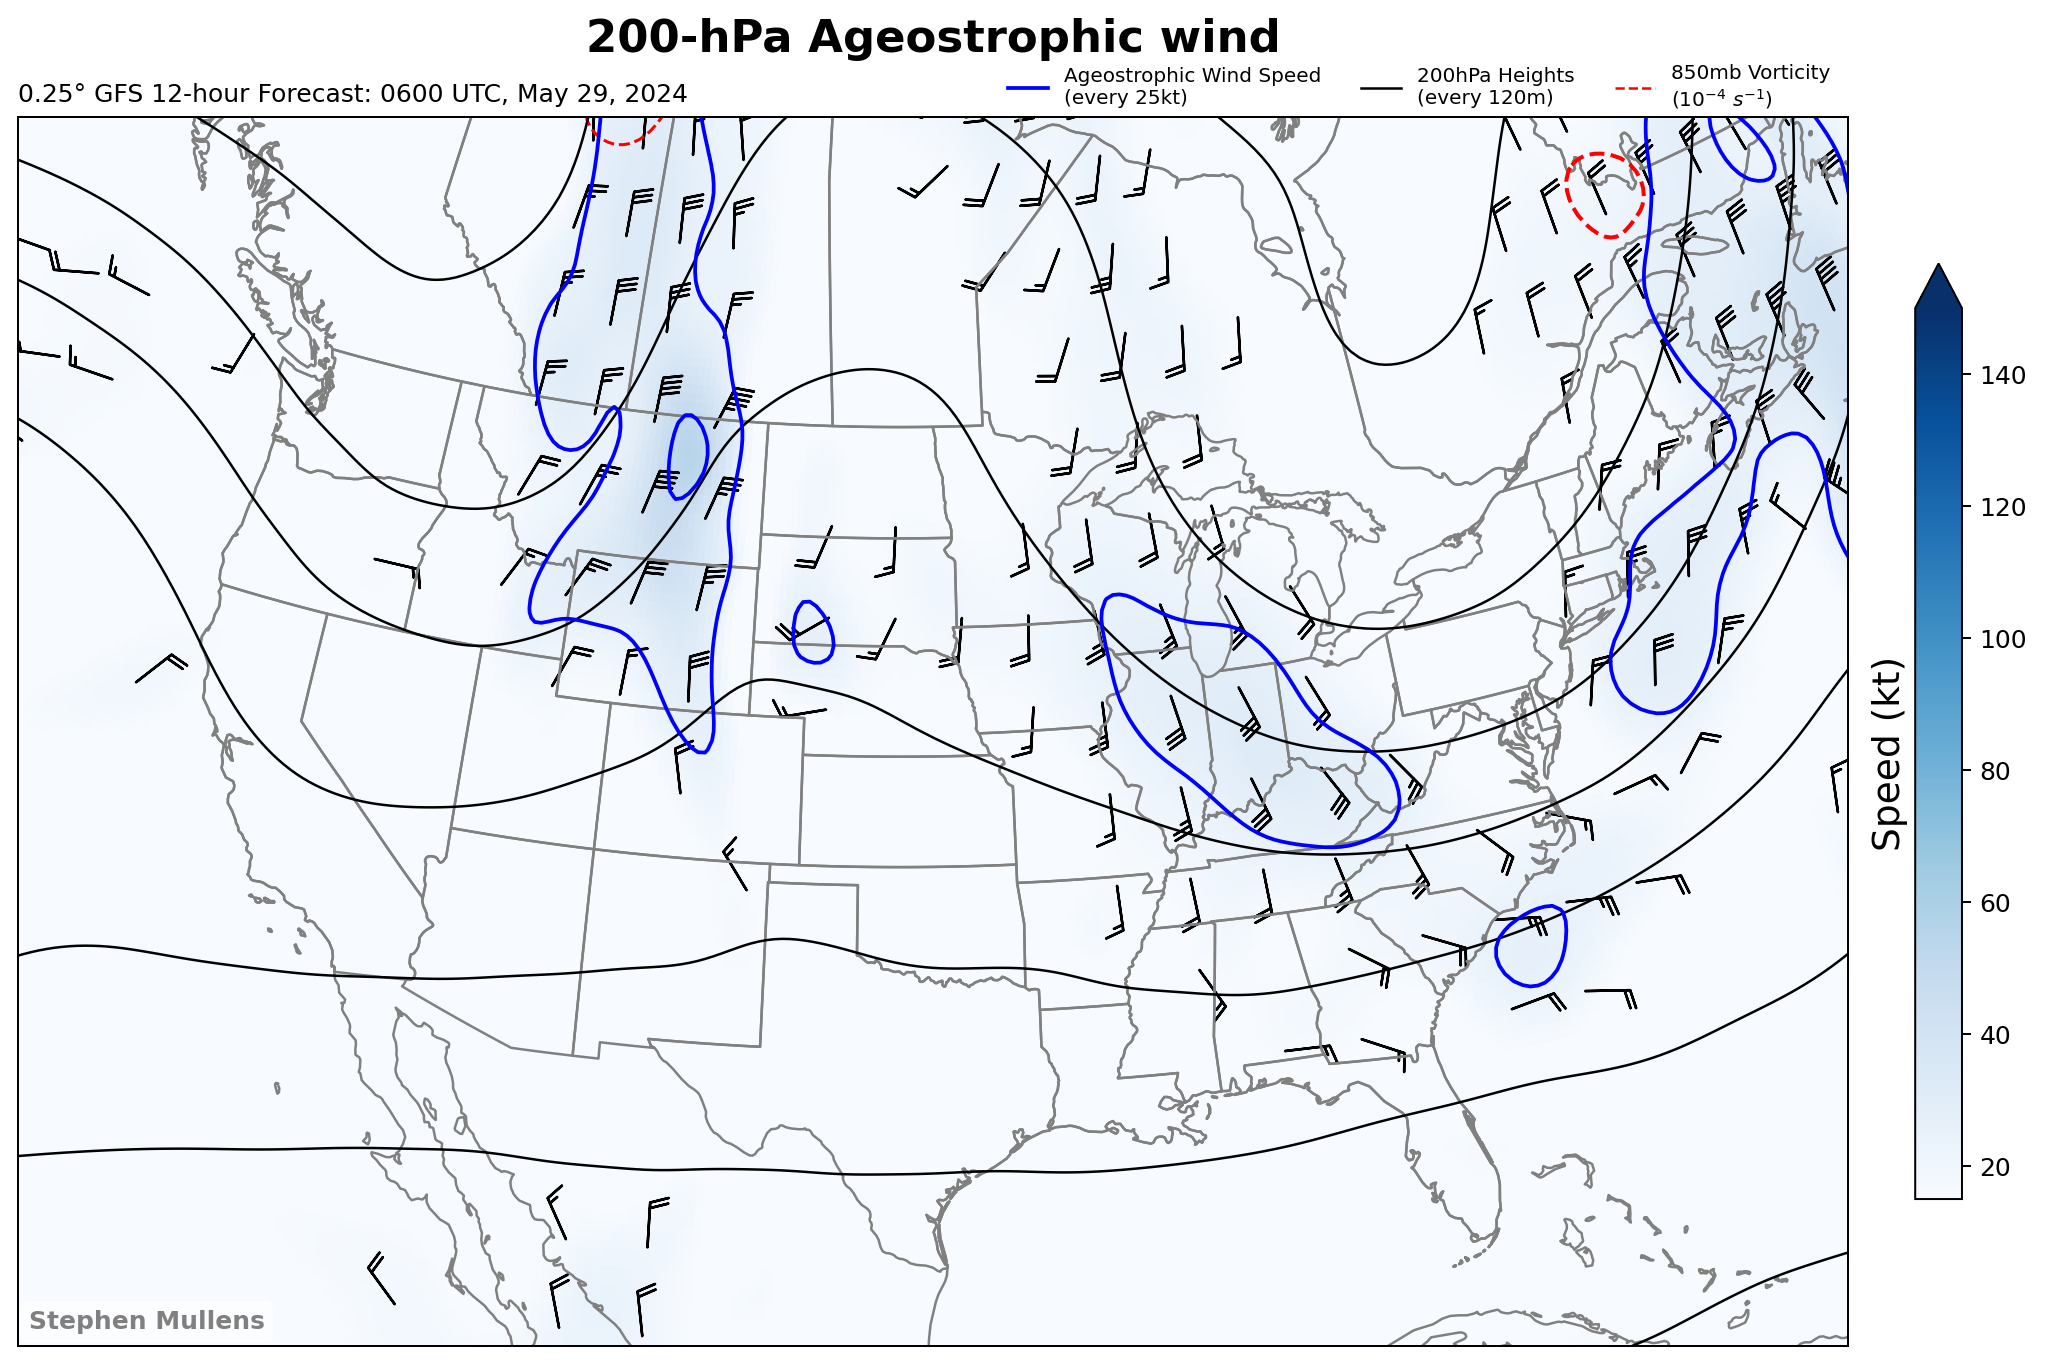 200-hPa Ageostrophic wind
0.25° GFS 12-hour Forecast: 0600 UTC, May 29, 2024
Ageostrophic Wind Speed
(every 25kt)
200hPa Heights
(every 120m)
850mb Vorticity
(10⁻⁴ s⁻¹)
140
120
100
80
60
40
20
Speed (kt)
Stephen Mullens